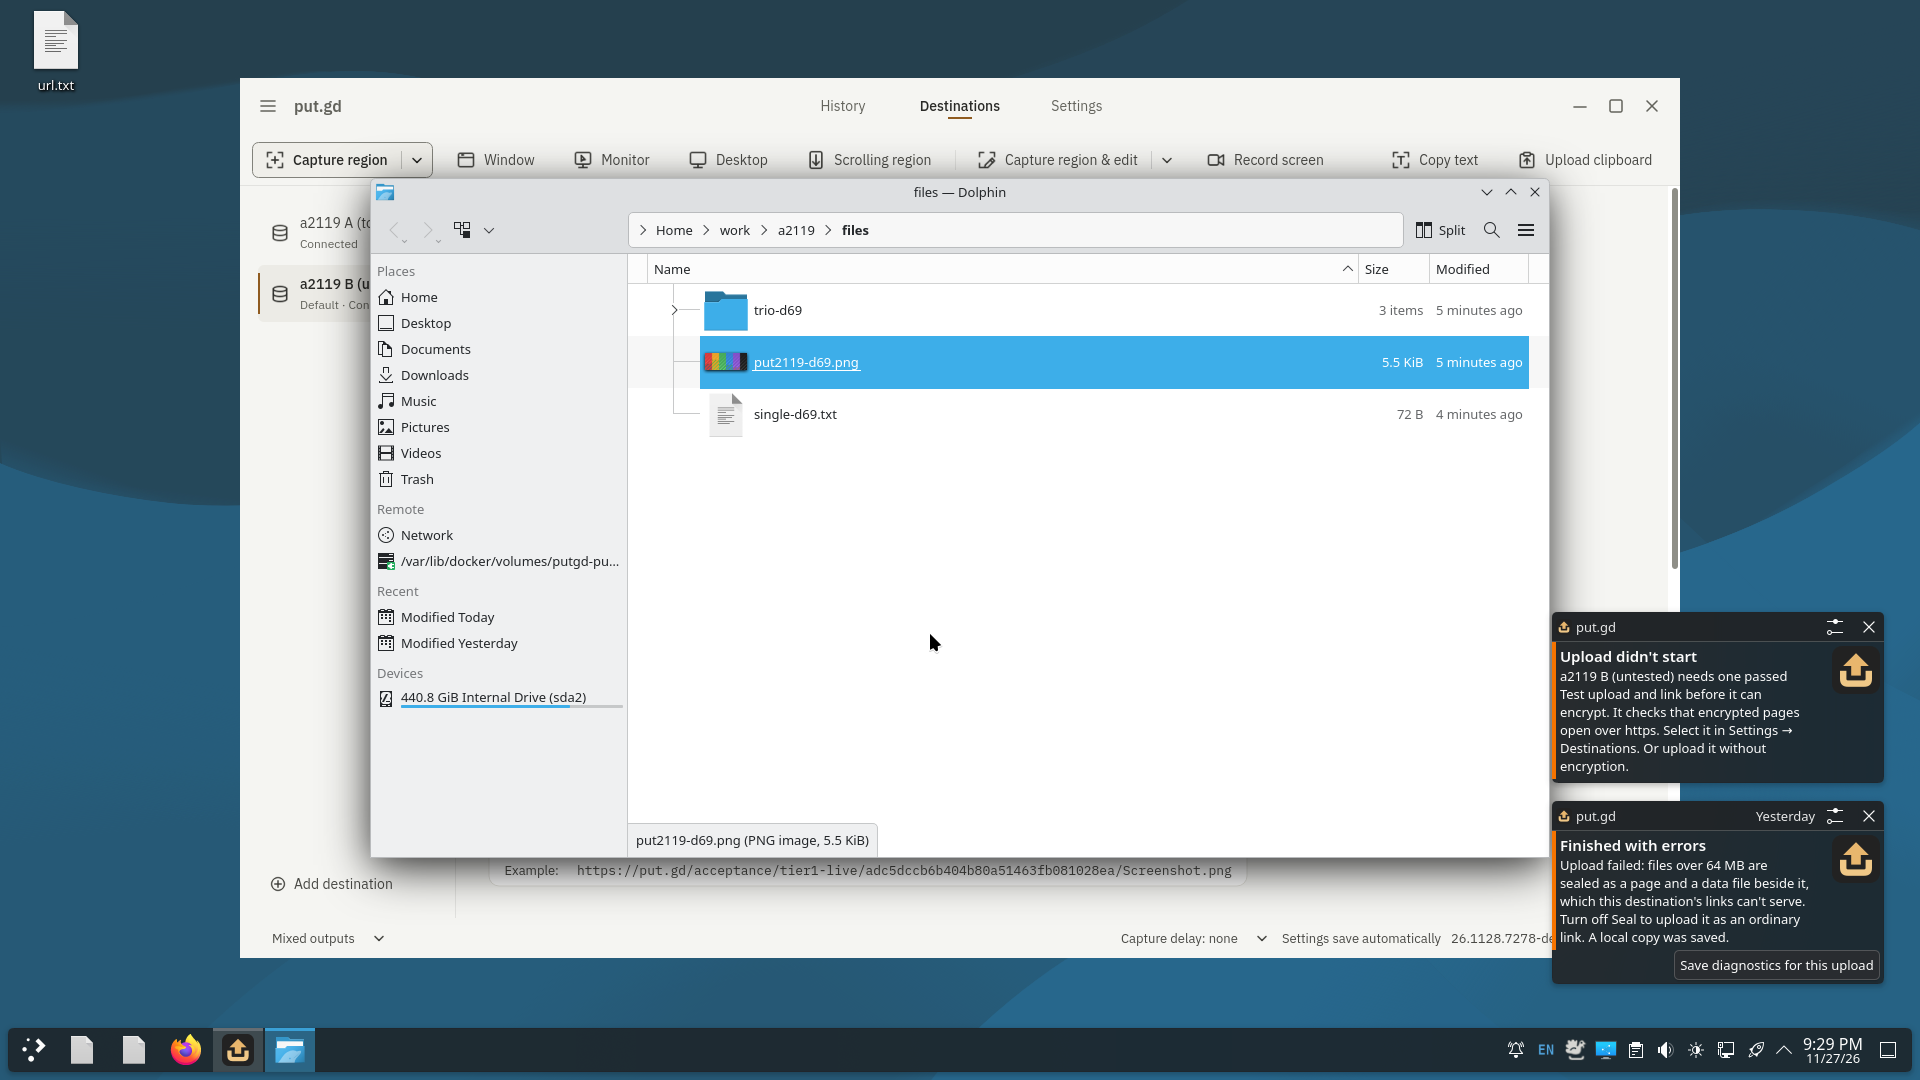 url.txt
put.gd
History
Destinations
Settings
Capture region
Window
Monitor
Desktop
Scrolling region
Capture region & edit
Record screen
Copy text
Upload clipboard
a2119 A (to
Connected
a2119 B (u
Default · Con
Add destination
Mixed outputs
files — Dolphin
Home
work
a2119
files
Split
Places
Home
Desktop
Documents
Downloads
Music
Pictures
Videos
Trash
Remote
Network
/var/lib/docker/volumes/putgd-pu...
Recent
Modified Today
Modified Yesterday
Devices
440.8 GiB Internal Drive (sda2)
Name
Size
Modified
trio-d69
3 items
5 minutes ago
put2119-d69.png
5.5 KiB
5 minutes ago
single-d69.txt
72 B
4 minutes ago
put2119-d69.png (PNG image, 5.5 KiB)
Example: https://put.gd/acceptance/tier1-live/adc5dccb6b404b80a51463fb081028ea/Screenshot.png
Capture delay: none
Settings save automatically
26.1128.7278-de
put.gd
Upload didn't start
a2119 B (untested) needs one passed
Test upload and link before it can
encrypt. It checks that encrypted pages
open over https. Select it in Settings →
Destinations. Or upload it without
encryption.
put.gd
Yesterday
Finished with errors
Upload failed: files over 64 MB are
sealed as a page and a data file beside it,
which this destination's links can't serve.
Turn off Seal to upload it as an ordinary
link. A local copy was saved.
Save diagnostics for this upload
EN
9:29 PM
11/27/26